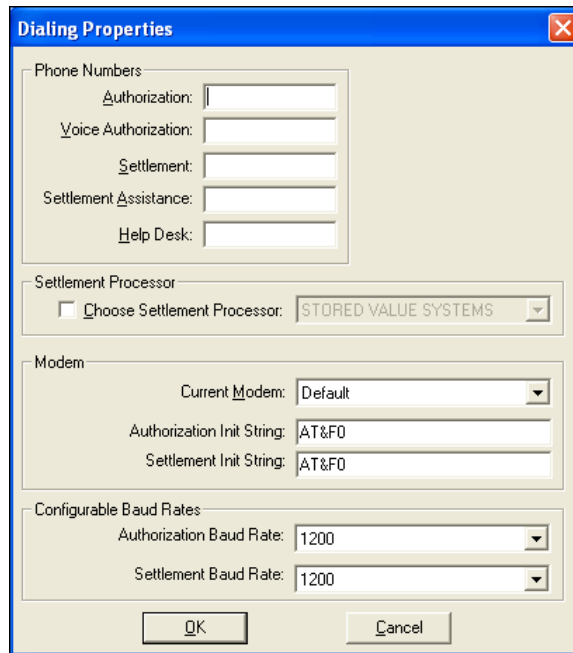 Dialing Properties
Phone Numbers
Authorization:
Voice Authorization:
Settlement:
Settlement Assistance:
Help Desk:
Settlement Processor
Choose Settlement Processor: STORED VALUE SYSTEMS
Modem
Current Modem: Default
Authorization Init String: AT&F0
Settlement Init String: AT&F0
Configurable Baud Rates
Authorization Baud Rate: 1200
Settlement Baud Rate: 1200
OK Cancel